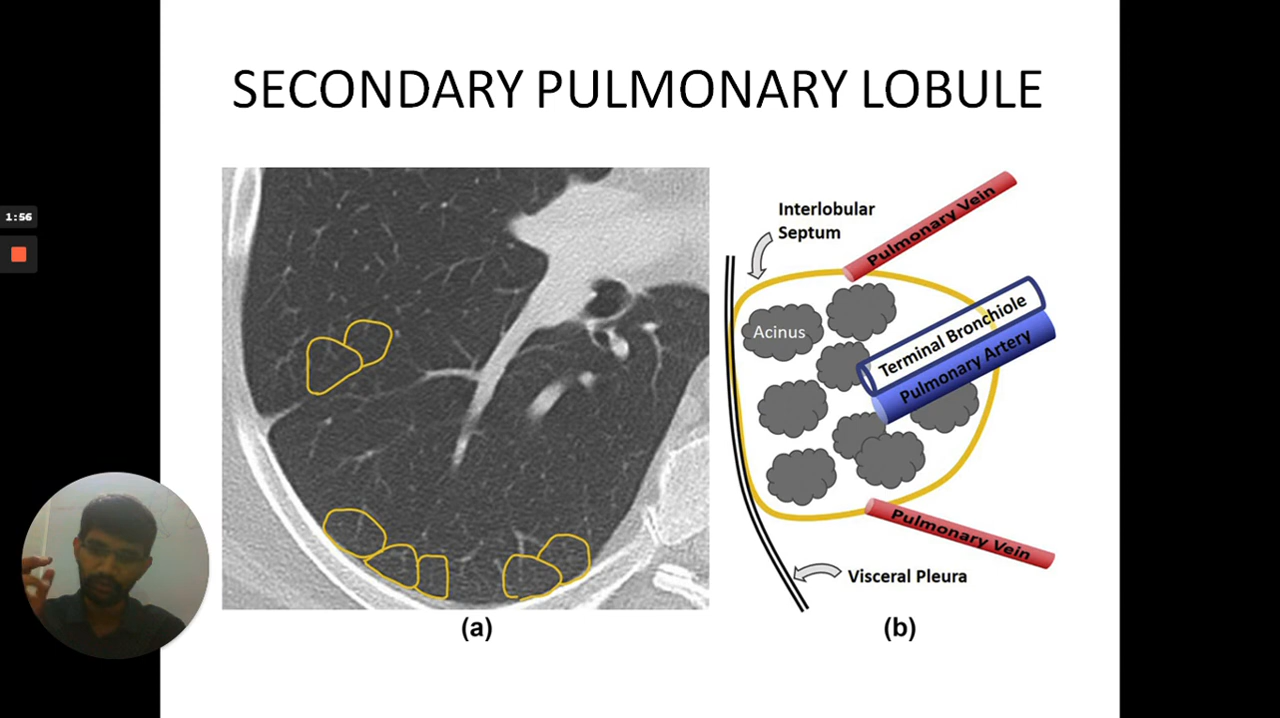 SECONDARY PULMONARY LOBULE
1:56
Interlobular
Septum
Pulmonary Vein
Acinus
Terminal Bronchiole
Pulmonary Artery
Pulmonary Vein
Visceral Pleura
(a)
(b)